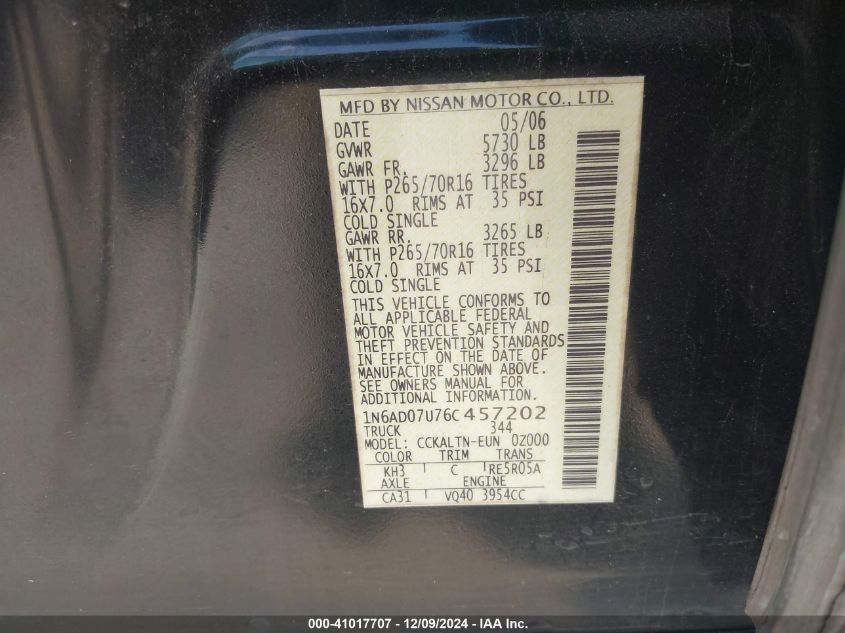 MFD BY NISSAN MOTOR CO., LTD.
DATE 05/06
GVWR 5730 LB
GAWR FR. 3296 LB
WITH P265/70R16 TIRES
16X7.0 RIMS AT 35 PSI
COLD SINGLE
GAWR RR. 3265 LB
WITH P265/70R16 TIRES
16X7.0 RIMS AT 35 PSI
COLD SINGLE
THIS VEHICLE CONFORMS TO
ALL APPLICABLE FEDERAL
MOTOR VEHICLE SAFETY AND
THEFT PREVENTION STANDARDS
IN EFFECT ON THE DATE OF
MANUFACTURE SHOWN ABOVE.
SEE OWNERS MANUAL FOR
ADDITIONAL INFORMATION.
1N6AD07U76C457202
TRUCK 344
MODEL: CCKALTN-EUN 0Z000
COLOR TRIM TRANS
KH3 C RE5R05A
AXLE ENGINE
CA31 VQ40 3954CC
000-41017707 - 12/09/2024 - IAA Inc.